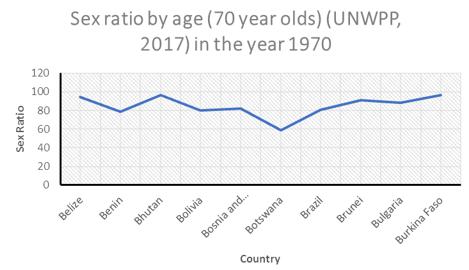 Sex ratio by age (70 year olds) (UNWPP,
2017) in the year 1970
120
100
80
60
40
20
0
Sex Ratio
Belize
Benin
Bhutan
Bolivia
Bosnia and...
Botswana
Brazil
Brunei
Bulgaria
Burkina Faso
Country